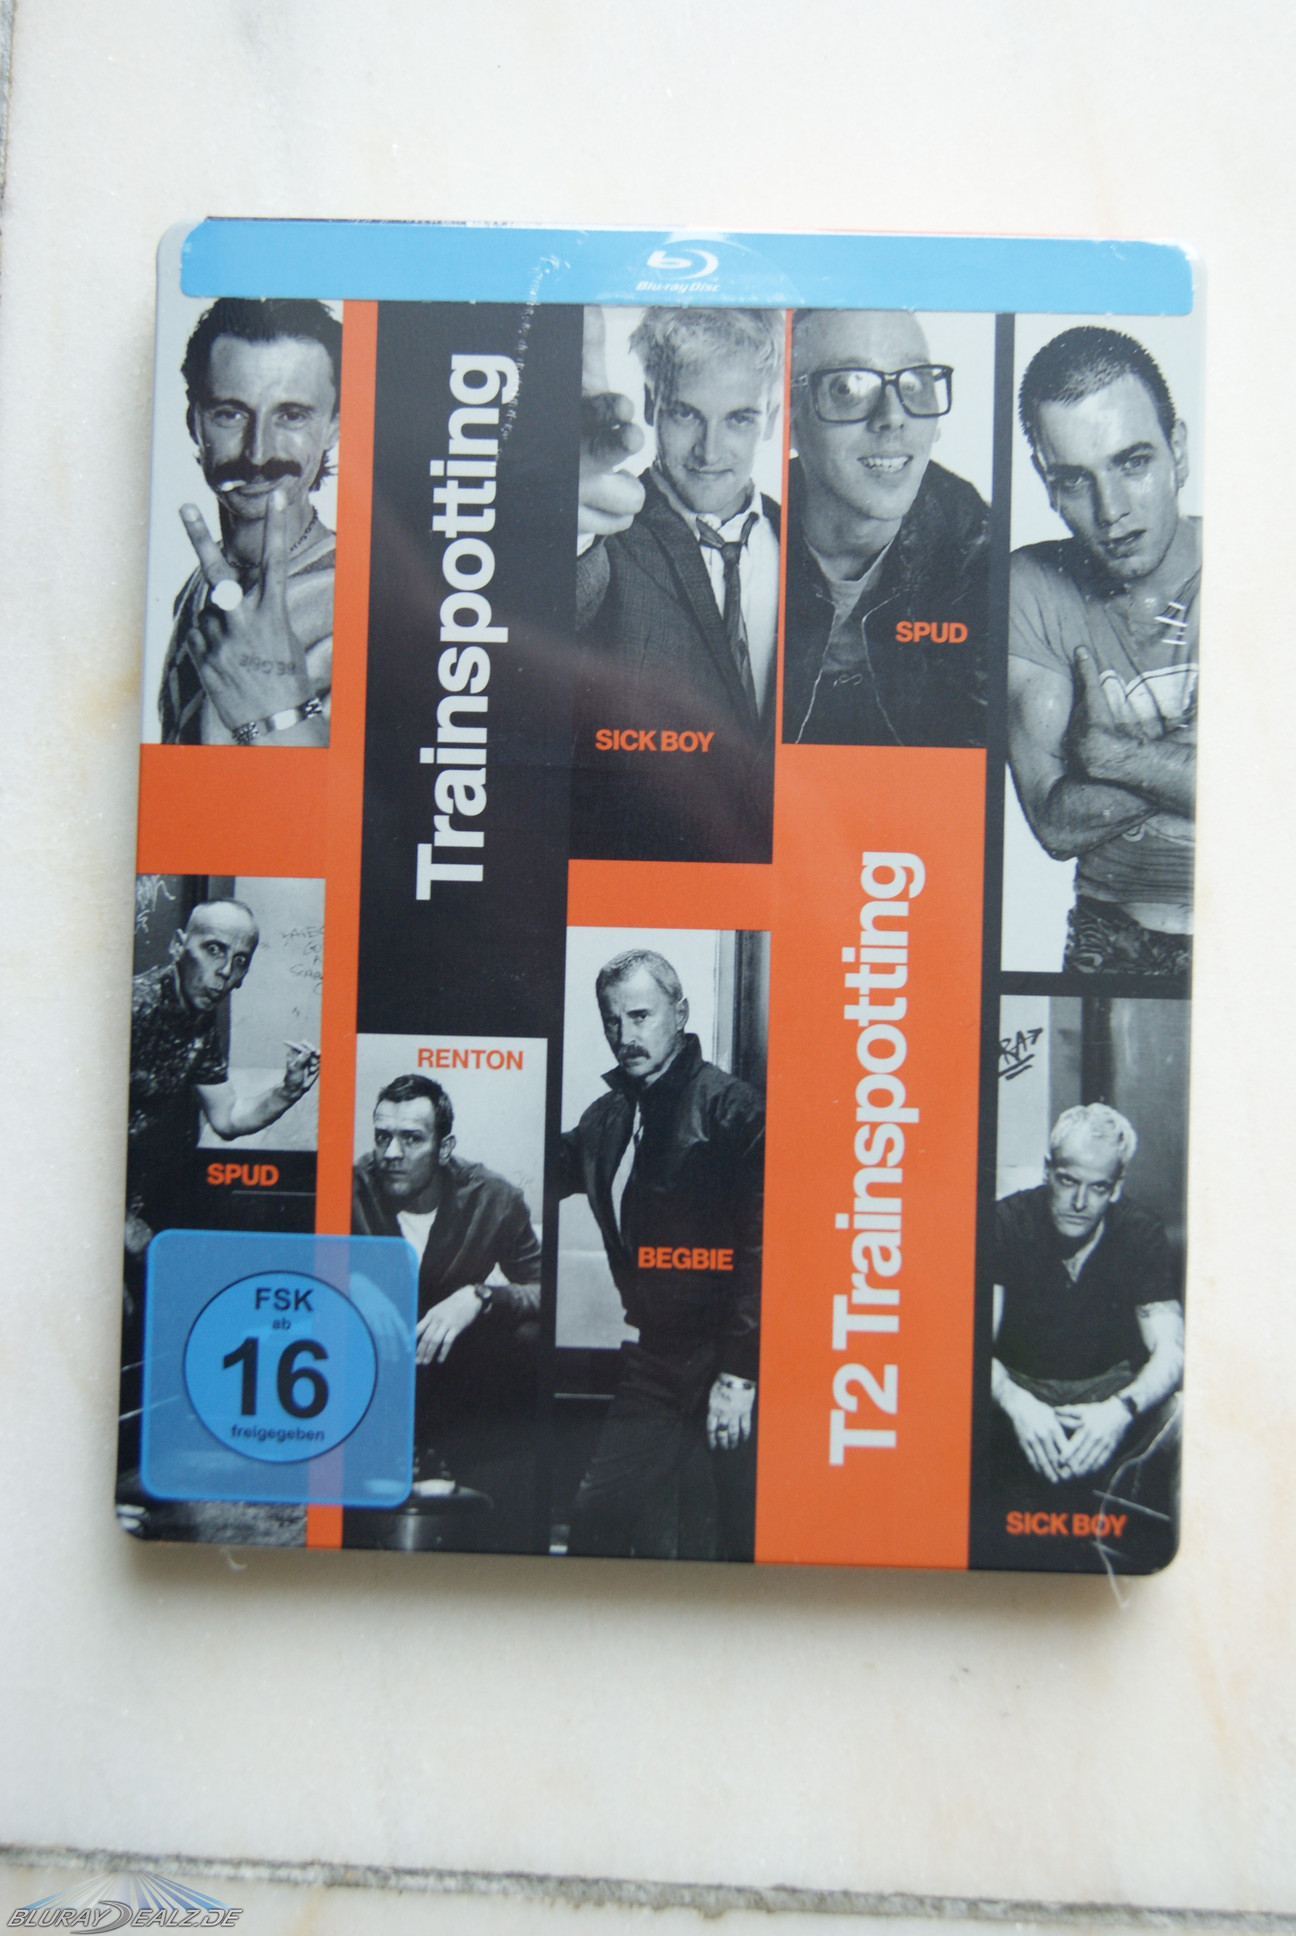 Blu-ray Disc
Trainspotting
SICK BOY
SPUD
T2 Trainspotting
RENTON
SPUD
BEGBIE
SICK BOY
FSK
ab
16
freigegeben
BLURAYDEALZ.DE